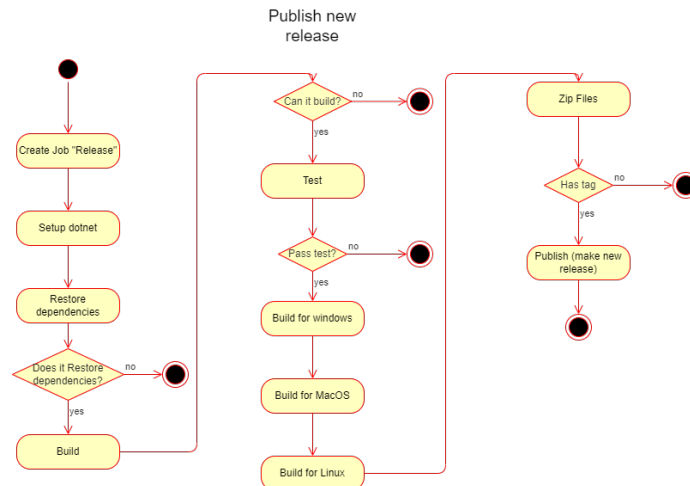 Publish new
release
Create Job "Release"
Setup dotnet
Restore
dependencies
Does it Restore
dependencies?
no
yes
Build
Can it build?
no
yes
Test
Pass test?
no
yes
Build for windows
Build for MacOS
Build for Linux
Zip Files
Has tag
no
yes
Publish (make new
release)